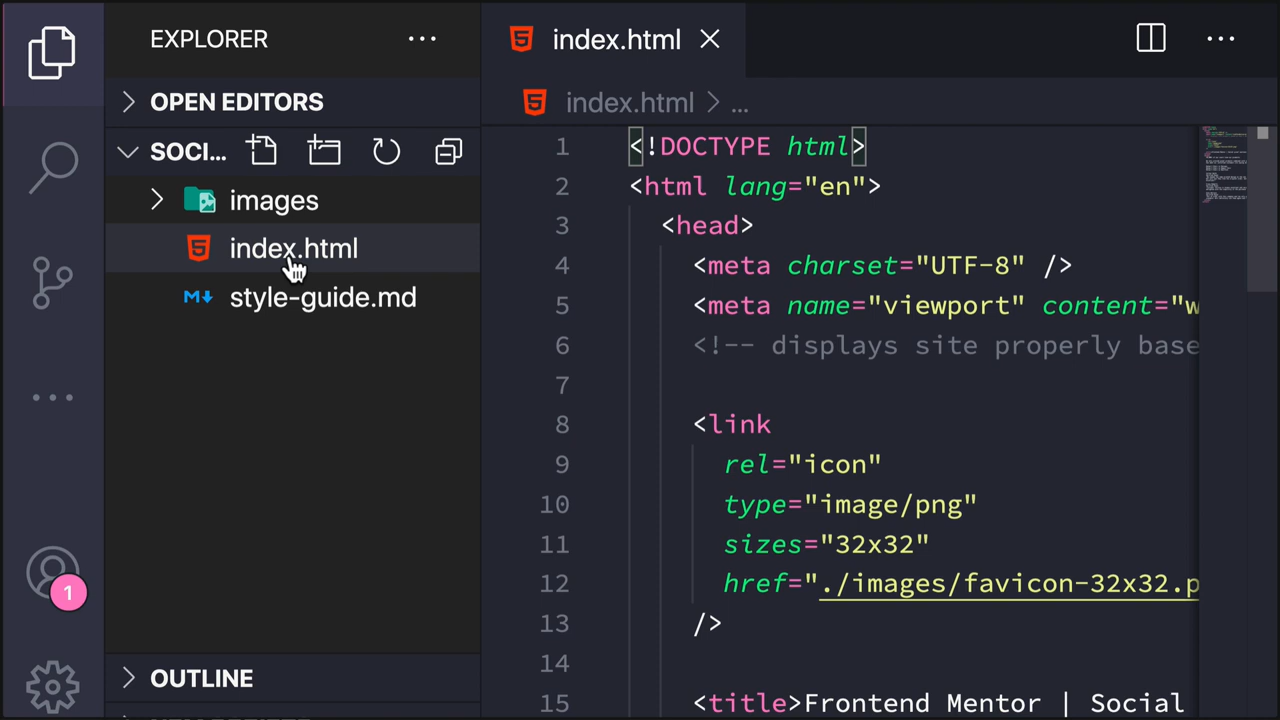 EXPLORER
index.html
OPEN EDITORS
index.html > ...
SOCI...
images
index.html
style-guide.md
1
OUTLINE
1 <!DOCTYPE html>
2 <html lang="en">
3 <head>
4 <meta charset="UTF-8" />
5 <meta name="viewport" content="w
6 <!-- displays site properly base
7
8 <link
9 rel="icon"
10 type="image/png"
11 sizes="32x32"
12 href="./images/favicon-32x32.p
13 />
14
15 <title>Frontend Mentor | Social